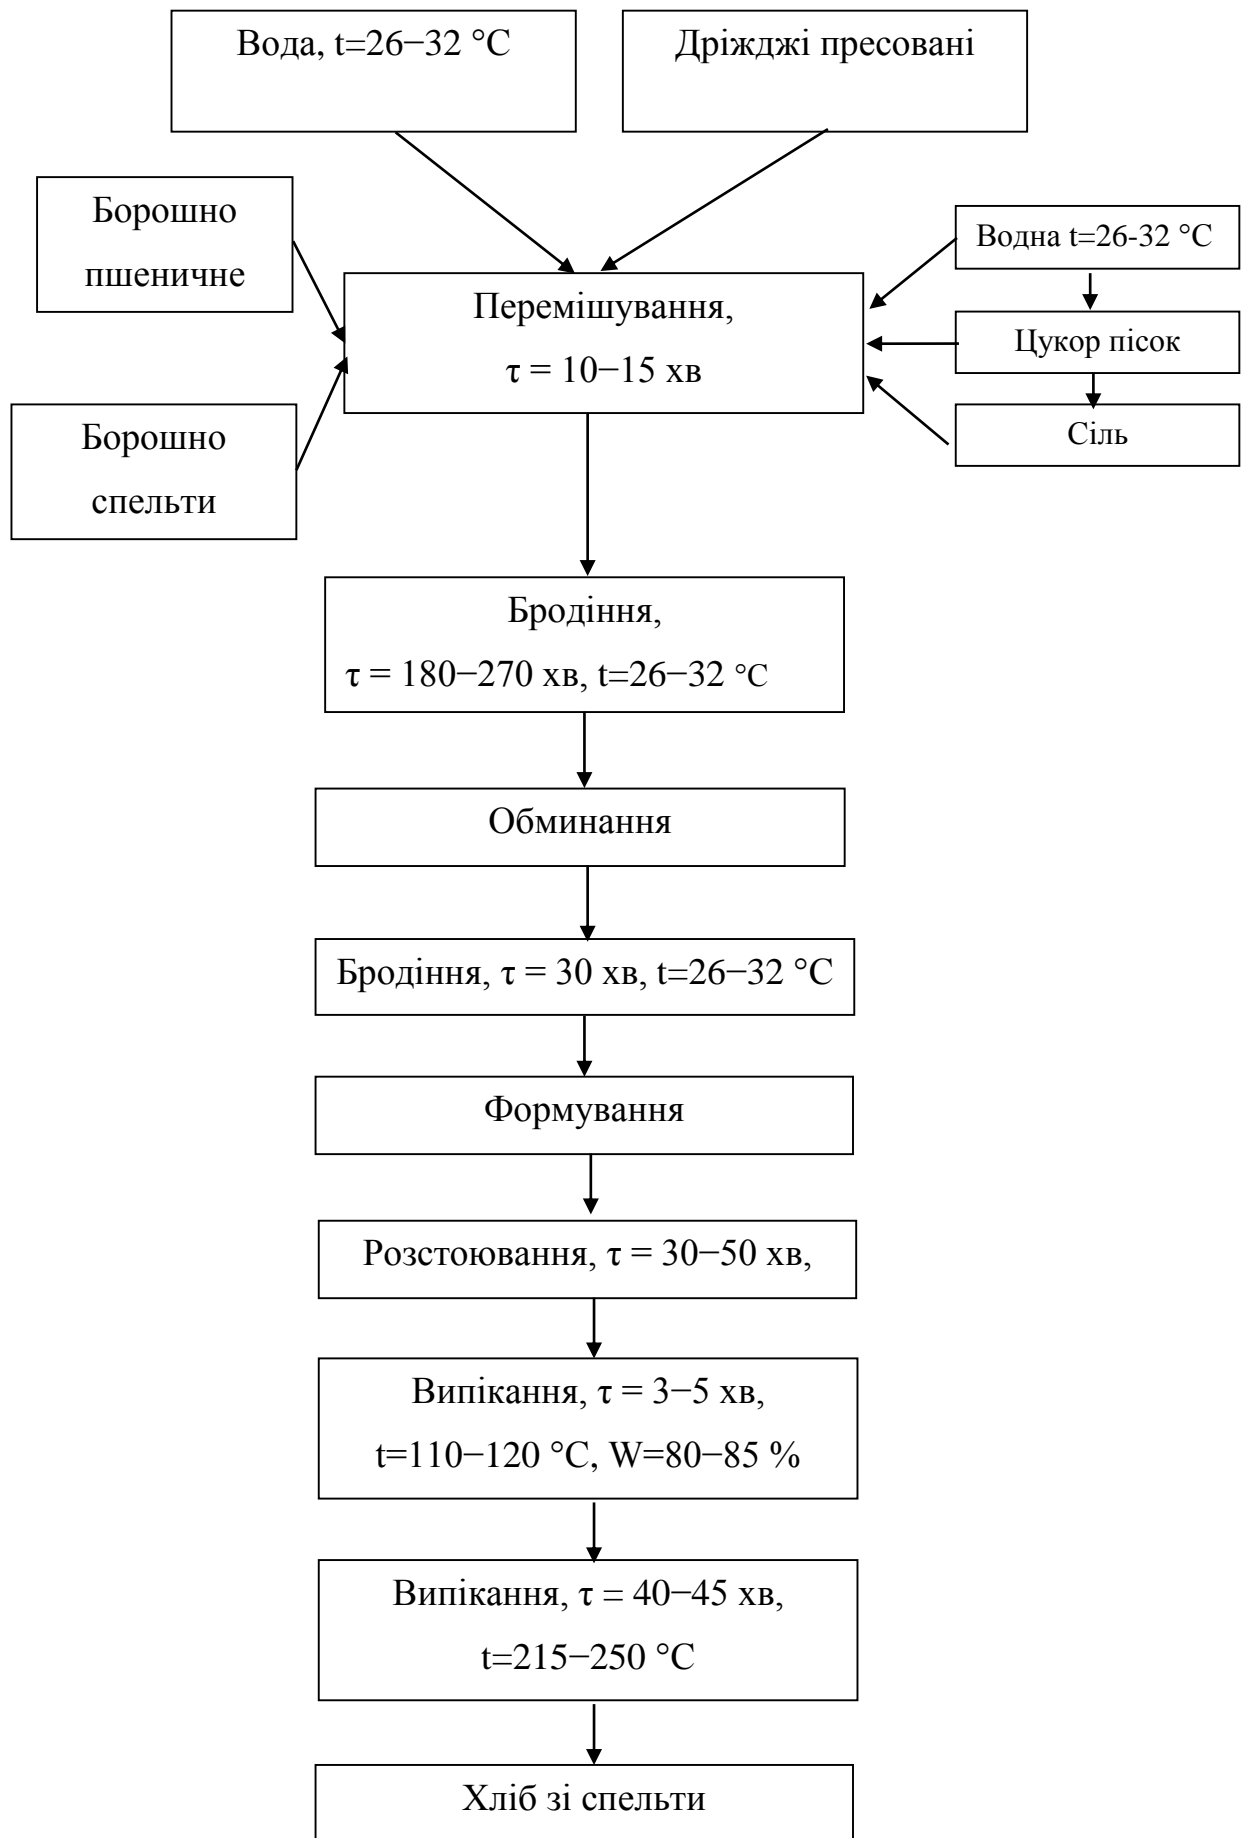 Вода, t=26−32 °С
Дріжджі пресовані
Борошно
пшеничне
Водна t=26-32 °С
Перемішування,
τ = 10−15 хв
Цукор пісок
Борошно
спельти
Сіль
Бродіння,
τ = 180−270 хв, t=26−32 °С
Обминання
Бродіння, τ = 30 хв, t=26−32 °С
Формування
Розстоювання, τ = 30−50 хв,
Випікання, τ = 3−5 хв,
t=110−120 °С, W=80−85 %
Випікання, τ = 40−45 хв,
t=215−250 °С
Хліб зі спельти